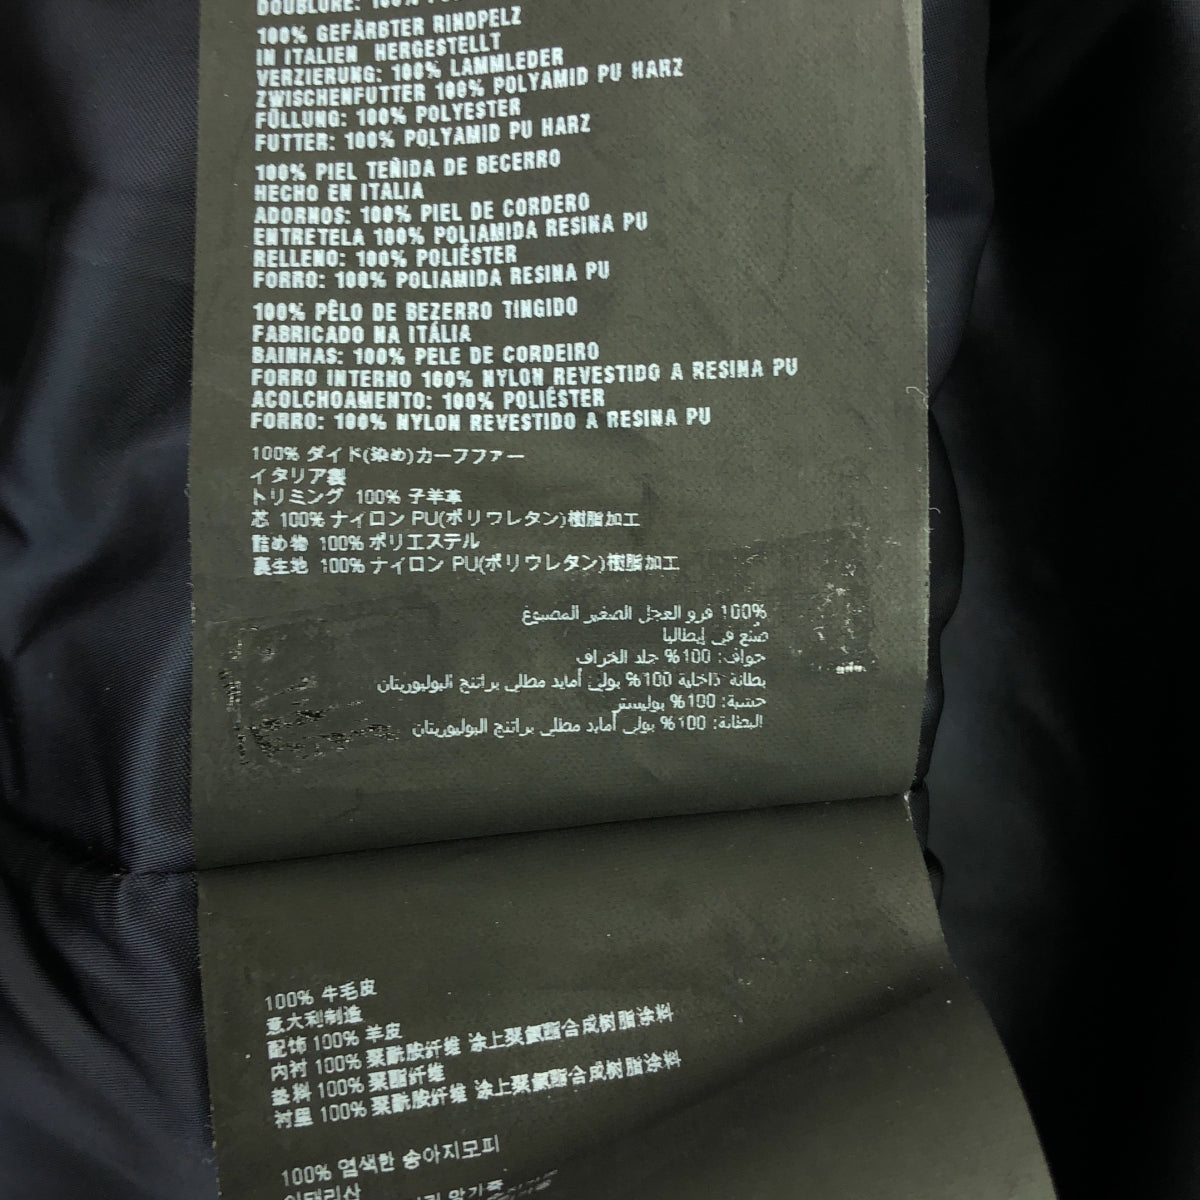 DOUBLURE: 100%
100% GEFÄRBTER RINDPELZ
IN ITALIEN HERGESTELLT
VERZIERUNG: 100% LAMMLEDER
ZWISCHENFUTTER 100% POLYAMID PU HARZ
FÜLLUNG: 100% POLYESTER
FUTTER: 100% POLYAMID PU HARZ
100% PIEL TEÑIDA DE BECERRO
HECHO EN ITALIA
ADORNOS: 100% PIEL DE CORDERO
ENTRETELA 100% POLIAMIDA RESINA PU
RELLENO: 100% POLIÉSTER
FORRO: 100% POLIAMIDA RESINA PU
100% PÊLO DE BEZERRO TINGIDO
FABRICADO NA ITÁLIA
BAINHAS: 100% PELE DE CORDEIRO
FORRO INTERNO 100% NYLON REVESTIDO A RESINA PU
ACOLCHOAMENTO: 100% POLIÉSTER
FORRO: 100% NYLON REVESTIDO A RESINA PU
100% ダイド(染め)カーフファー
イタリア製
トリミング 100% 子羊革
芯 100% ナイロン PU(ポリウレタン)樹脂加工
詰め物 100% ポリエステル
裏生地 100% ナイロン PU(ポリウレタン)樹脂加工
100% فرو العجل الصغير المصبوغ
صُنع في إيطاليا
حواف: 100% جلد الخراف
بطانة داخلية 100% بولي أمايد مطلي براتنج البوليوريتان
حشية: 100% بوليستر
البطانة: 100% بولي أمايد مطلي براتنج البوليوريتان
100% 牛毛皮
意大利制造
配饰 100% 羊皮
内衬 100% 聚酰胺纤维 涂上聚氨酯合成树脂涂料
垫料 100% 聚酯纤维
衬里 100% 聚酰胺纤维 涂上聚氨酯合成树脂涂料
100% 염색한 송아지모피
이태리산